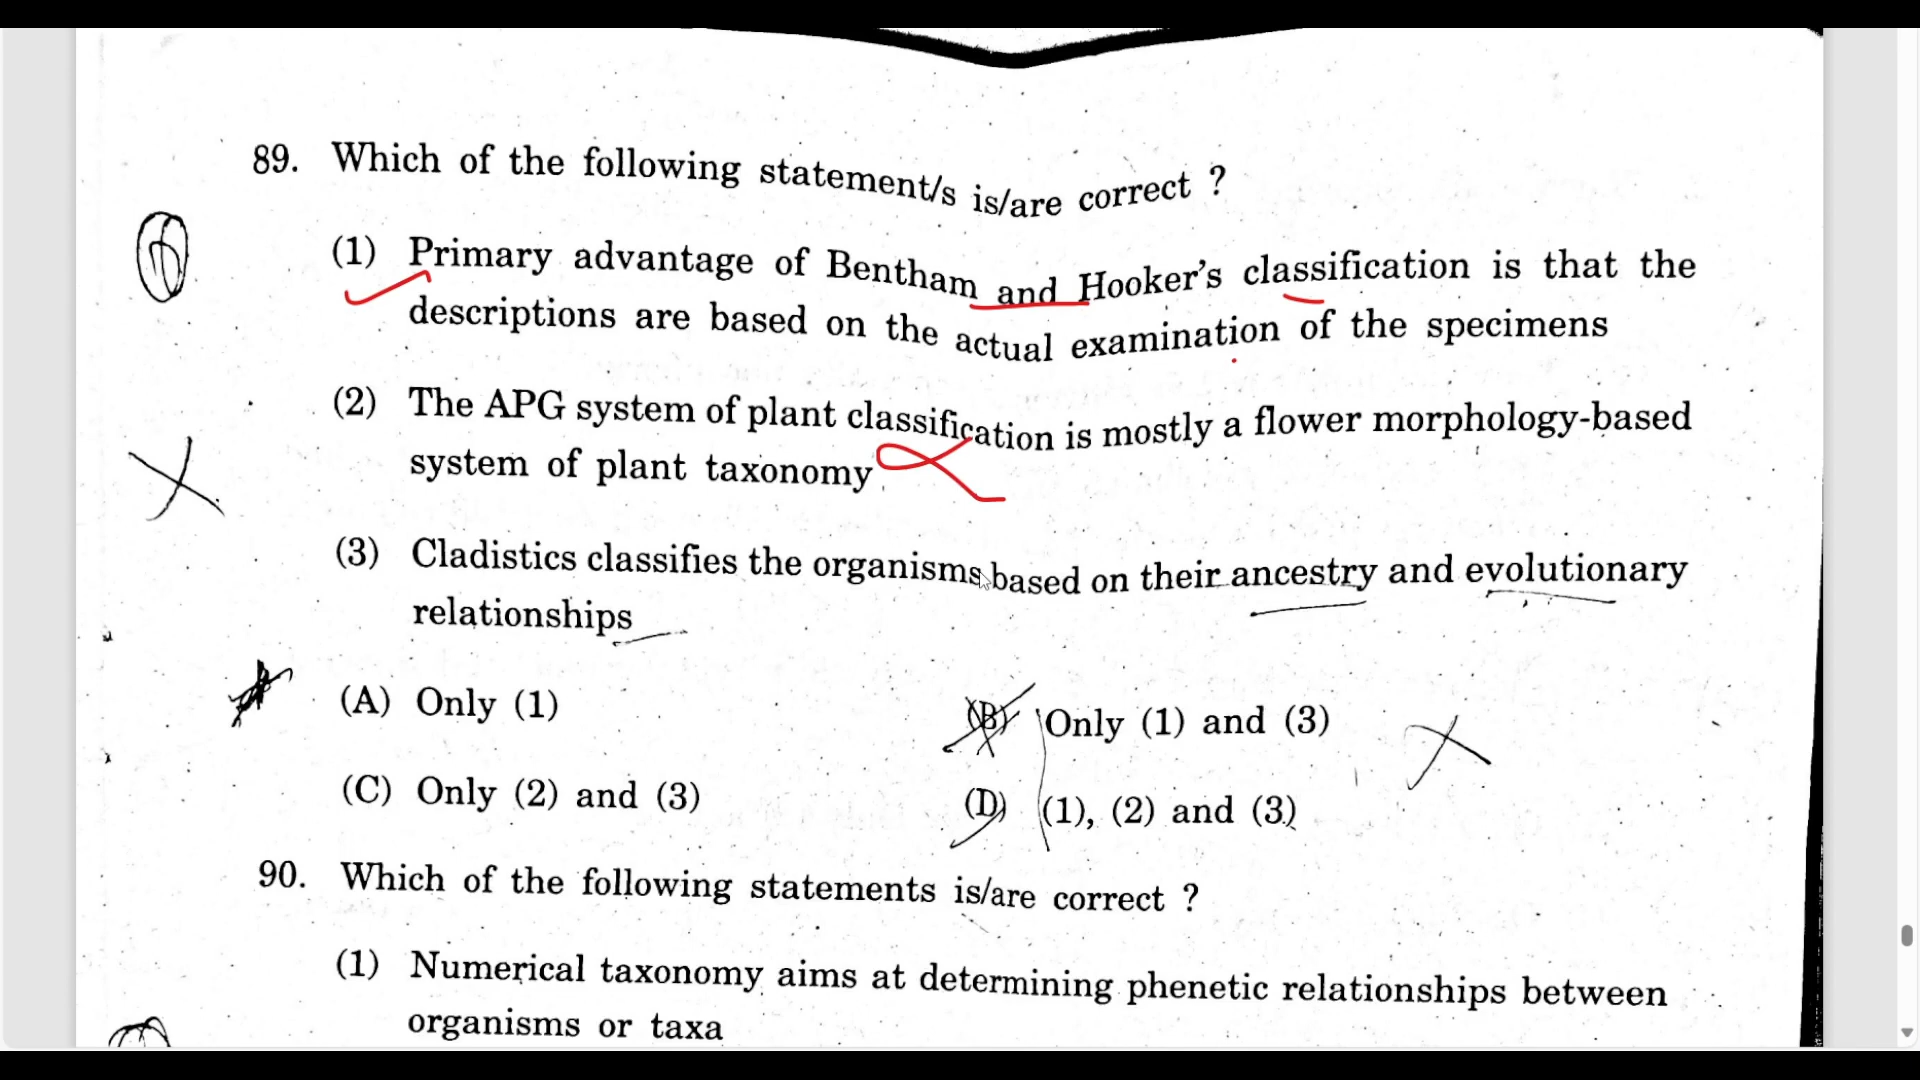 89. Which of the following statement/s is/are correct ?
(1) Primary advantage of Bentham and Hooker's classification is that the
descriptions are based on the actual examination of the specimens
(2) The APG system of plant classification is mostly a flower morphology-based
system of plant taxonomy
(3) Cladistics classifies the organisms based on their ancestry and evolutionary
relationships
(A) Only (1)
(B) Only (1) and (3)
(C) Only (2) and (3)
(D) (1), (2) and (3)
90. Which of the following statements is/are correct ?
(1) Numerical taxonomy aims at determining phenetic relationships between
organisms or taxa